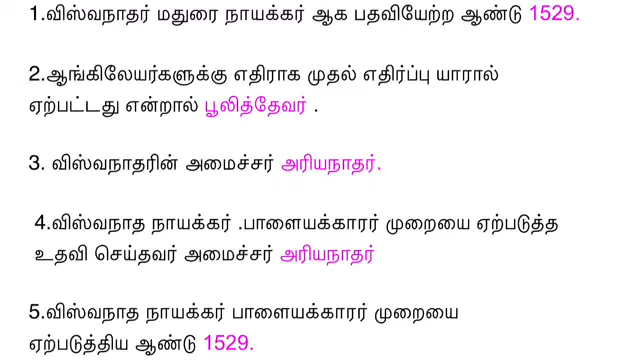 1.விஸ்வநாதர் மதுரை நாயக்கர் ஆக பதவியேற்ற ஆண்டு 1529.
2.ஆங்கிலேயர்களுக்கு எதிராக முதல் எதிர்ப்பு யாரால்
ஏற்பட்டது என்றால் பூலித்தேவர் .
3. விஸ்வநாதரின் அமைச்சர் அரியநாதர்.
4.விஸ்வநாத நாயக்கர் .பாளையக்காரர் முறையை ஏற்படுத்த
உதவி செய்தவர் அமைச்சர் அரியநாதர்
5.விஸ்வநாத நாயக்கர் பாளையக்காரர் முறையை
ஏற்படுத்திய ஆண்டு 1529.